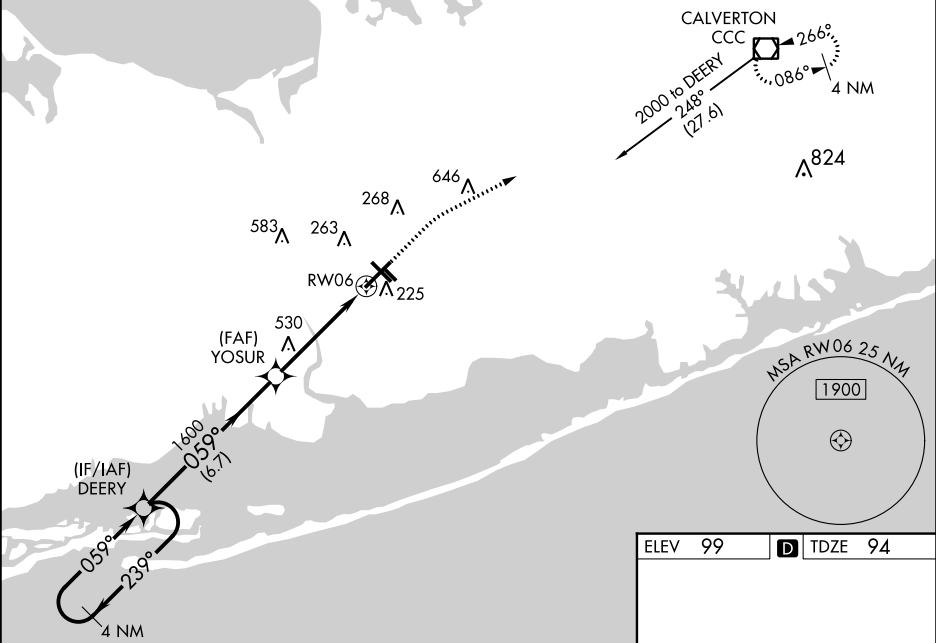 CALVERTON
CCC
266°
086°
4 NM
2000 to DEERY
248°
(27.6)
824
646
268
583
263
RW06
225
530
(FAF)
YOSUR
MSA RW06 25 NM
1900
1600
059°
(6.7)
(IF/IAF)
DEERY
059°
239°
4 NM
ELEV 99 D TDZE 94